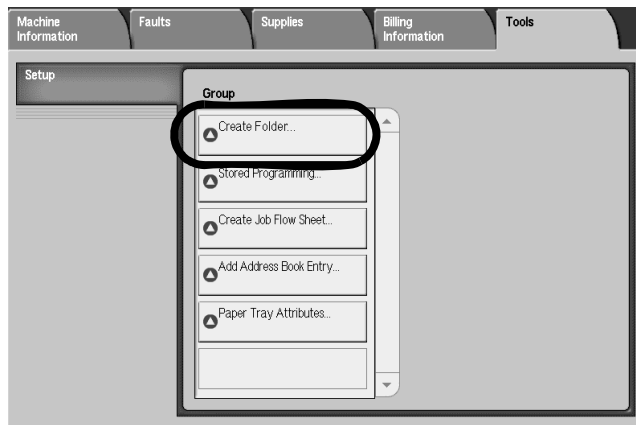 Machine
Information
Faults
Supplies
Billing
Information
Tools
Setup
Group
Create Folder...
Stored Programming...
Create Job Flow Sheet...
Add Address Book Entry...
Paper Tray Attributes...